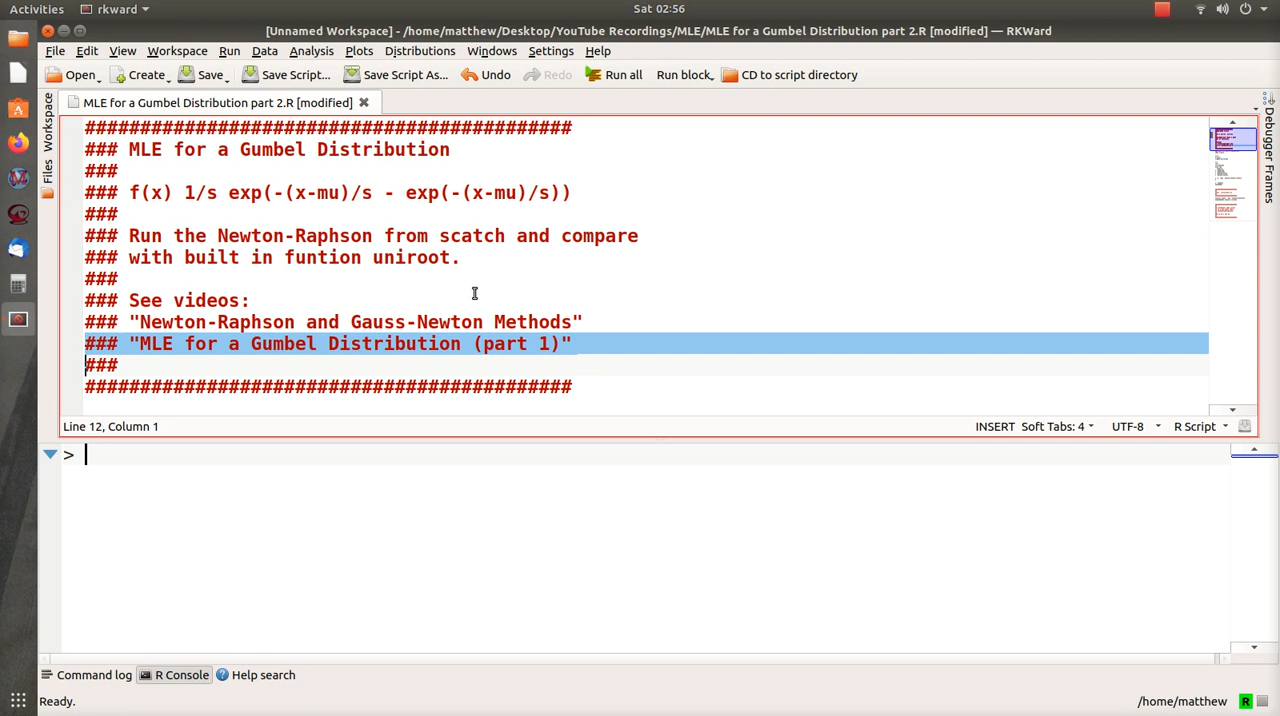 Activities rkward Sat 02:56
[Unnamed Workspace] - /home/matthew/Desktop/YouTube Recordings/MLE/MLE for a Gumbel Distribution part 2.R [modified] — RKWard
File Edit View Workspace Run Data Analysis Plots Distributions Windows Settings Help
Open Create Save Save Script... Save Script As... Undo Redo Run all Run block CD to script directory
Workspace
Files
MLE for a Gumbel Distribution part 2.R [modified]
############################################
### MLE for a Gumbel Distribution
###
### f(x) 1/s exp(-(x-mu)/s - exp(-(x-mu)/s))
###
### Run the Newton-Raphson from scatch and compare
### with built in funtion uniroot.
###
### See videos:
### "Newton-Raphson and Gauss-Newton Methods"
### "MLE for a Gumbel Distribution (part 1)"
###
############################################
Debugger Frames
Line 12, Column 1 INSERT Soft Tabs: 4 UTF-8 R Script
>
Command log R Console Help search
Ready. /home/matthew R